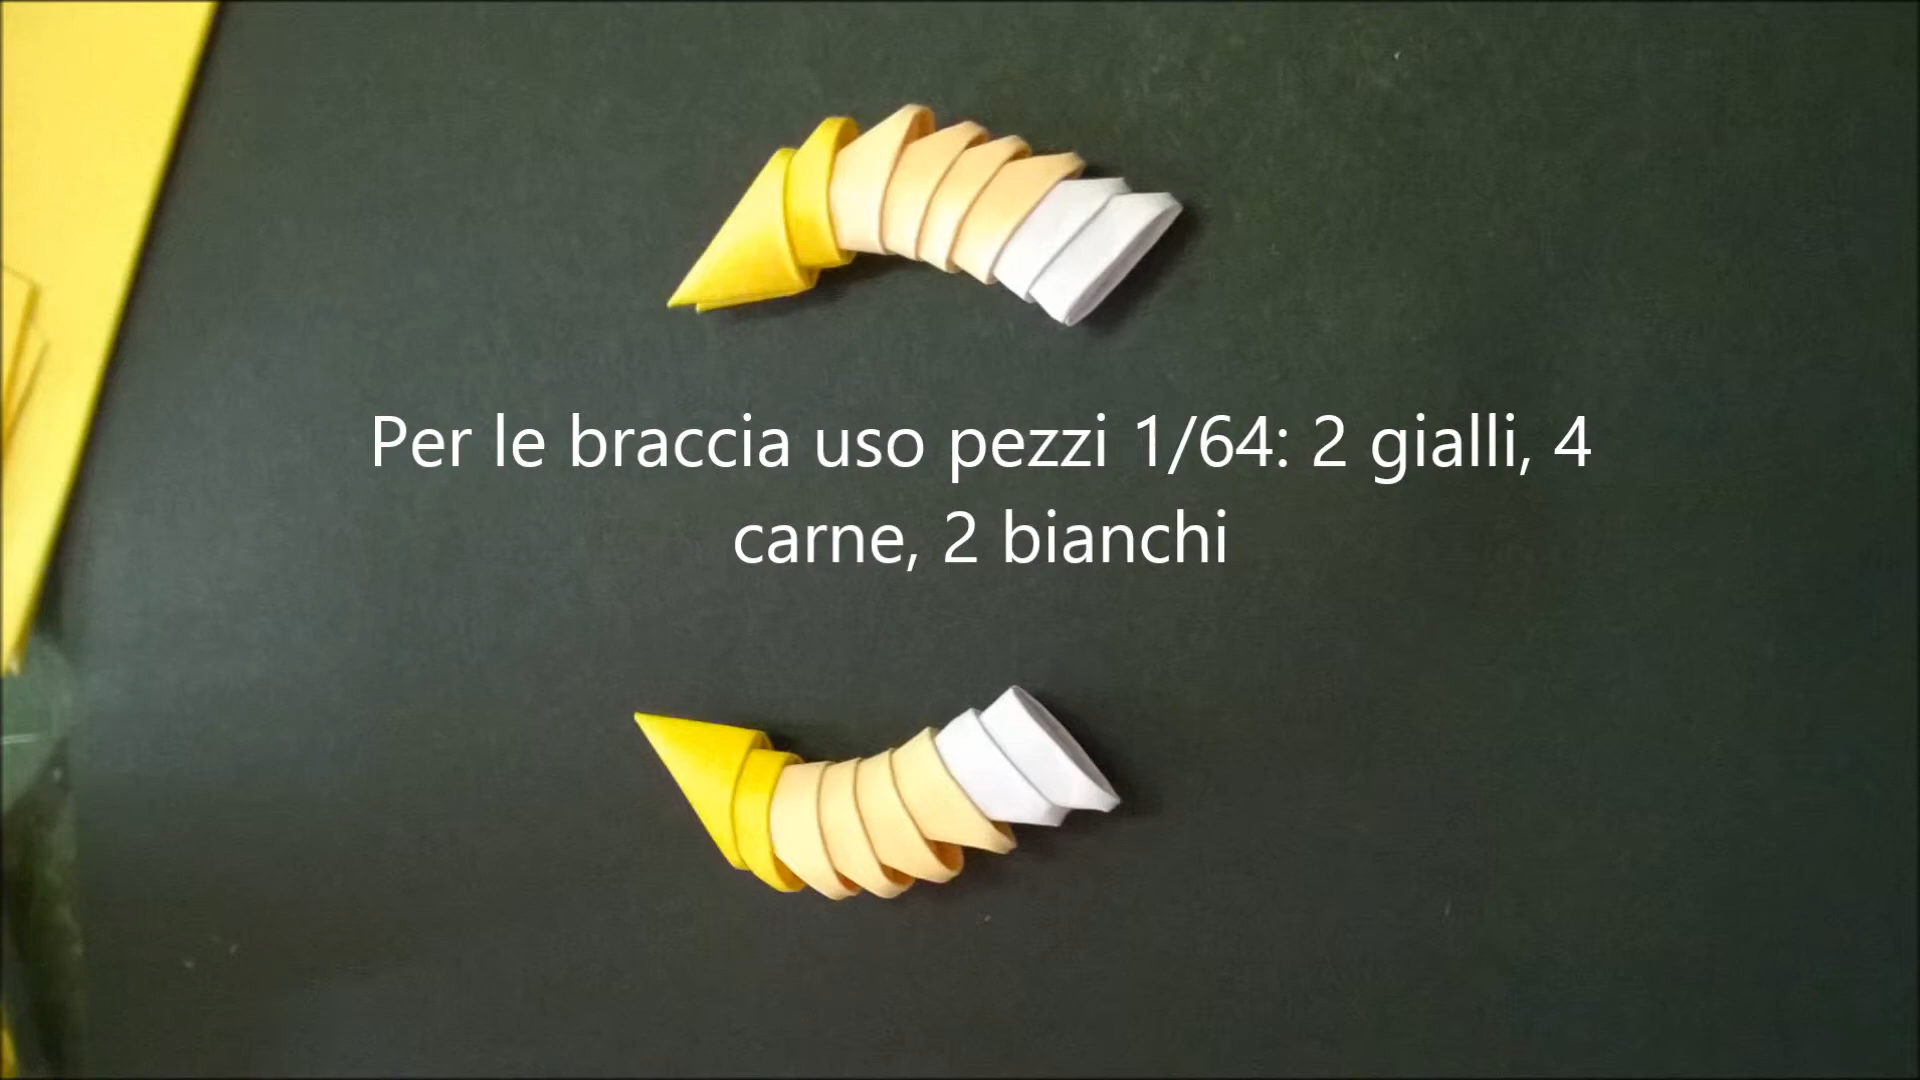 Per le braccia uso pezzi 1/64: 2 gialli, 4
carne, 2 bianchi